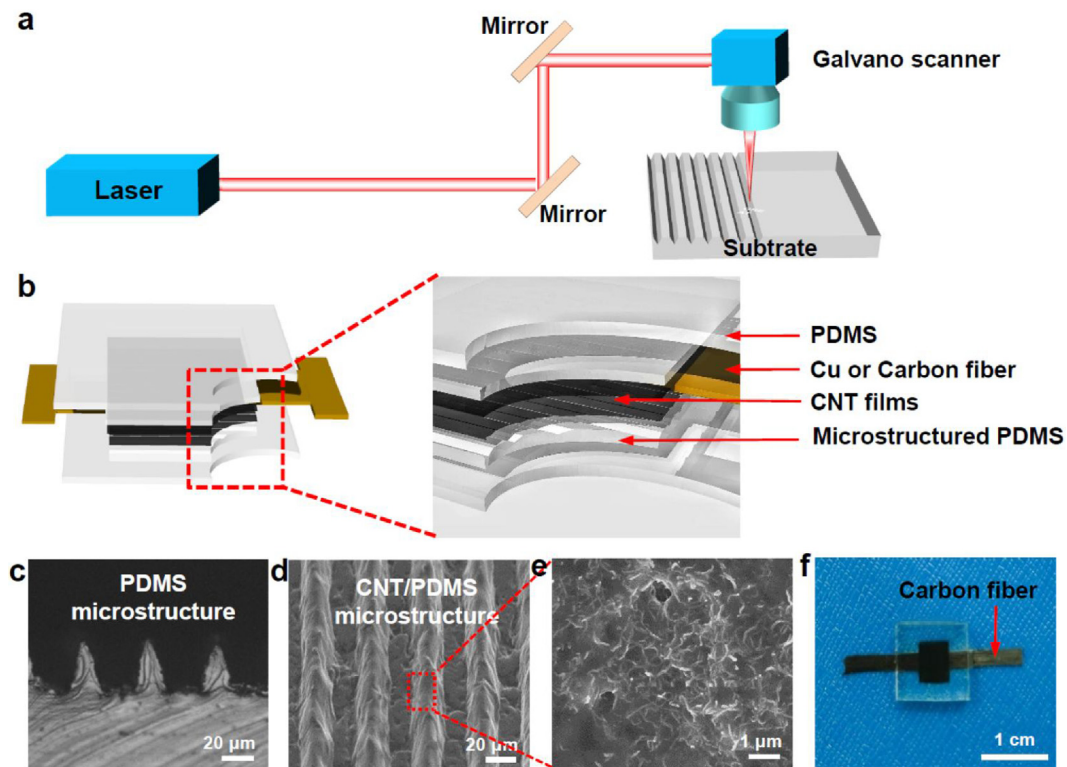 a
Mirror
Galvano scanner
Laser
Mirror
Subtrate
b
PDMS
Cu or Carbon fiber
CNT films
Microstructured PDMS
c
PDMS
microstructure
20 μm
d
CNT/PDMS
microstructure
20 μm
e
1 μm
f
Carbon fiber
1 cm